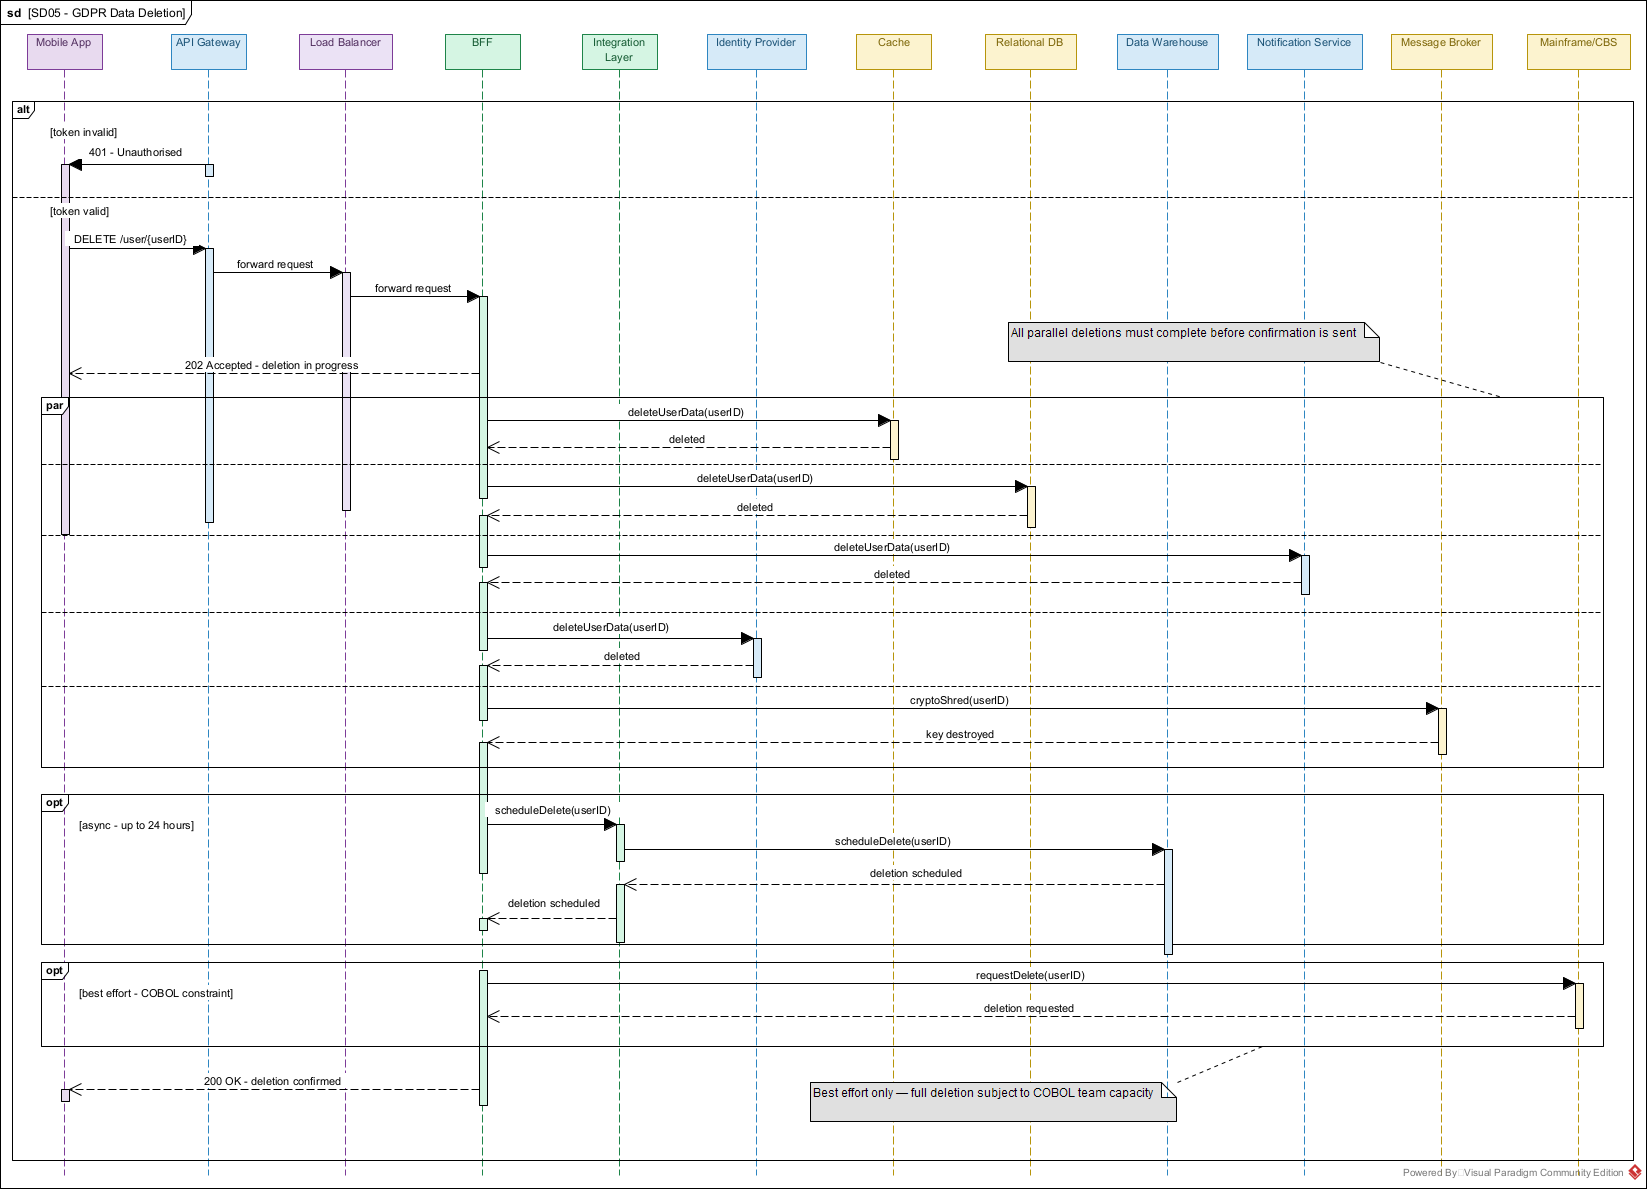 sd [SD05 - GDPR Data Deletion]
Mobile App
API Gateway
Load Balancer
BFF
Integration
Layer
Identity Provider
Cache
Relational DB
Data Warehouse
Notification Service
Message Broker
Mainframe/CBS
alt
[token invalid]
401 - Unauthorised
[token valid]
DELETE /user/{userID}
forward request
forward request
All parallel deletions must complete before confirmation is sent
202 Accepted - deletion in progress
par
deleteUserData(userID)
deleted
deleteUserData(userID)
deleted
deleteUserData(userID)
deleted
deleteUserData(userID)
deleted
cryptoShred(userID)
key destroyed
opt
[async - up to 24 hours]
scheduleDelete(userID)
scheduleDelete(userID)
deletion scheduled
deletion scheduled
opt
[best effort - COBOL constraint]
requestDelete(userID)
deletion requested
200 OK - deletion confirmed
Best effort only — full deletion subject to COBOL team capacity
Powered By Visual Paradigm Community Edition